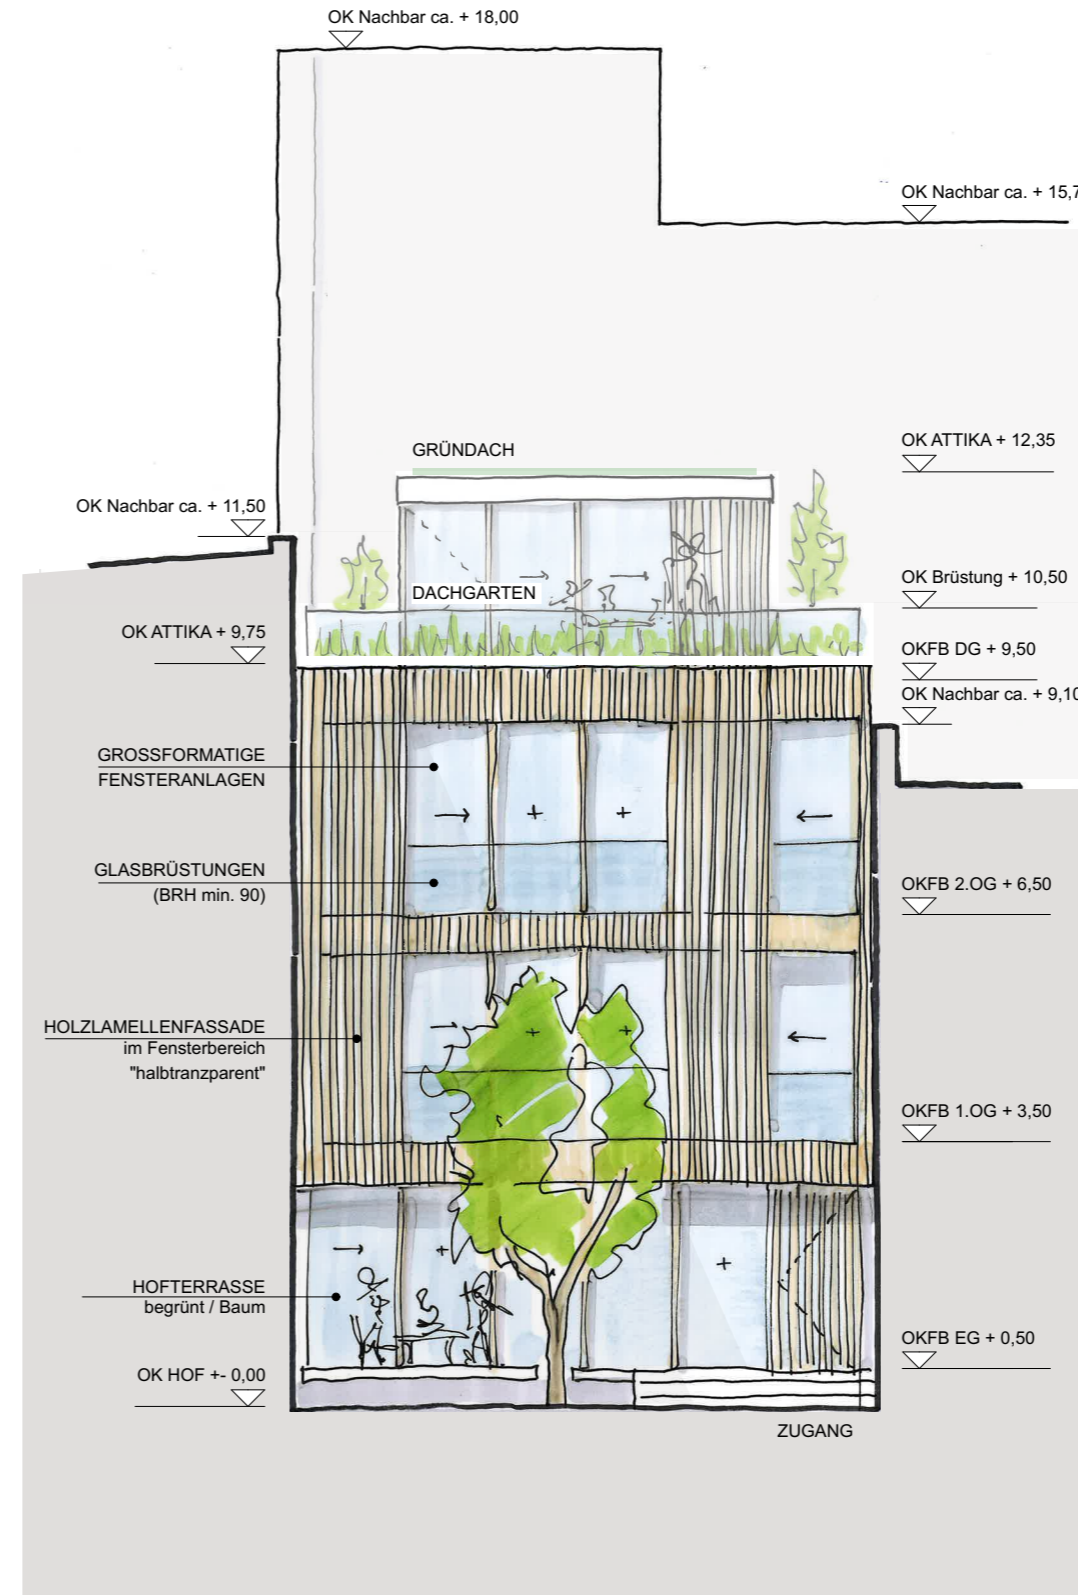 OK Nachbar ca. + 18,00
OK Nachbar ca. + 15,7
GRÜNDACH
OK ATTIKA + 12,35
OK Nachbar ca. + 11,50
DACHGARTEN
OK Brüstung + 10,50
OK ATTIKA + 9,75
OKFB DG + 9,50
OK Nachbar ca. + 9,10
GROSSFORMATIGE
FENSTERANLAGEN
GLASBRÜSTUNGEN
(BRH min. 90)
OKFB 2.OG + 6,50
HOLZLAMELLENFASSADE
im Fensterbereich
"halbtranzparent"
OKFB 1.OG + 3,50
HOFTERRASSE
begrünt / Baum
OKFB EG + 0,50
OK HOF +- 0,00
ZUGANG